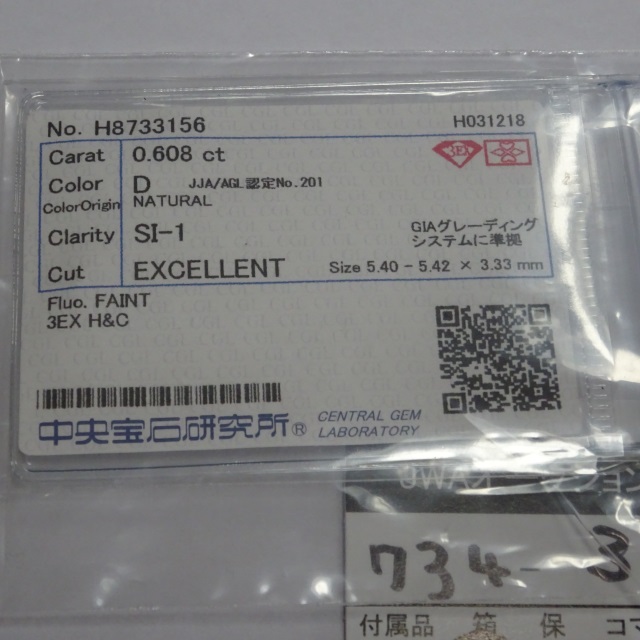 No. H8733156 H031218
Carat 0.608 ct
3EX
Color D JJA/AGL認定No.201
ColorOrigin NATURAL
Clarity SI-1 GIAグレーディング
システムに準拠
Cut EXCELLENT Size 5.40 - 5.42 × 3.33 mm
Fluo. FAINT
3EX H&C
中央宝石研究所® CENTRAL GEM
LABORATORY
734-3
付属品 箱 保 コマ